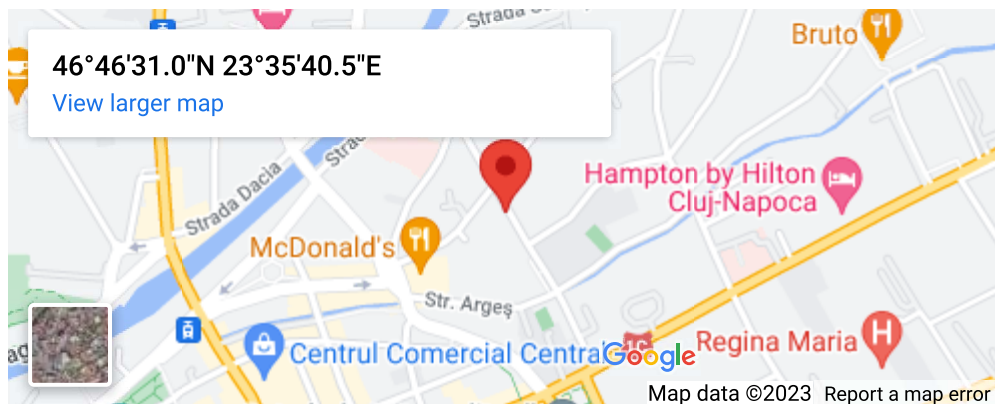 Strada
Bruto
46°46'31.0"N 23°35'40.5"E
View larger map
Strada Dacia
Hampton by Hilton
Cluj-Napoca
McDonald's
Str. Argeș
Centrul Comercial Central
Google
Regina Maria
H
Map data ©2023 Report a map error